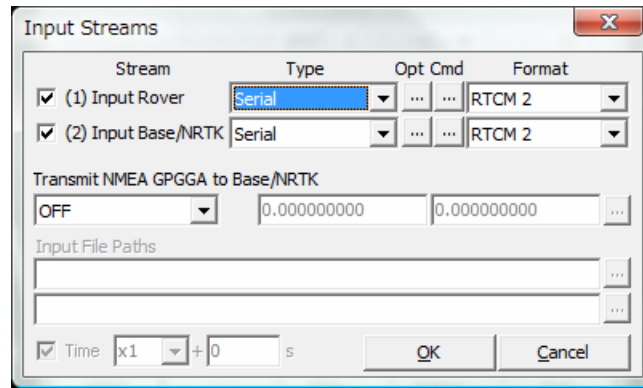 Input Streams
Stream Type Opt Cmd Format
(1) Input Rover Serial ... ... RTCM 2
(2) Input Base/NRTK Serial ... ... RTCM 2
Transmit NMEA GPGGA to Base/NRTK
OFF 0.000000000 0.000000000 ...
Input File Paths
...
...
Time x1 + 0 s OK Cancel